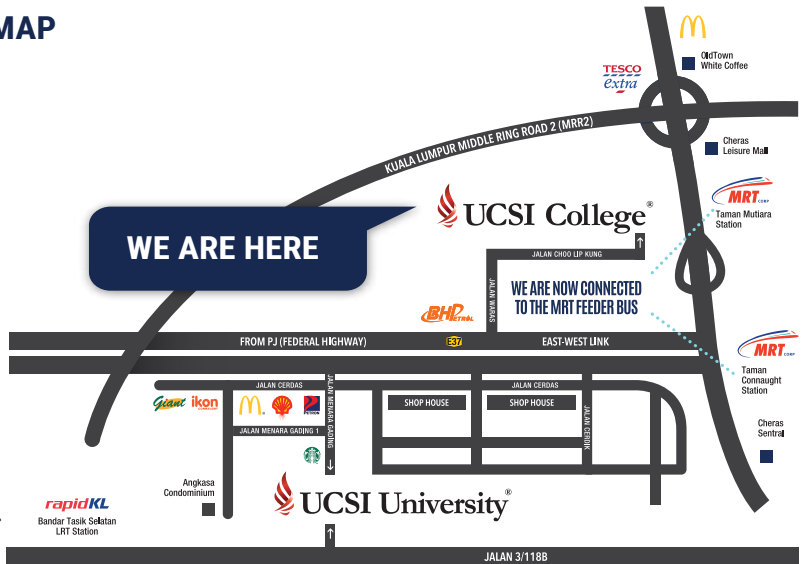 MAP
OldTown
White Coffee
TESCO
extra
KUALA LUMPUR MIDDLE RING ROAD 2 (MRR2)
Cheras
Leisure Mall
MRT CORP
Taman Mutiara
Station
UCSI College®
WE ARE HERE
JALAN CHOO LIP KUNG
JALAN WARAS
WE ARE NOW CONNECTED
TO THE MRT FEEDER BUS
BHPETROL
FROM PJ (FEDERAL HIGHWAY)
E37
EAST-WEST LINK
MRT CORP
Taman
Connaught
Station
JALAN CERDAS
JALAN CERDAS
Giant
ikon
CONNAUGHT
PETRON
SHOP HOUSE
SHOP HOUSE
JALAN MENARA GADING
JALAN CERDIK
JALAN MENARA GADING 1
Cheras
Sentral
Angkasa
Condominium
UCSI University®
rapidKL
Bandar Tasik Selatan
LRT Station
JALAN 3/118B